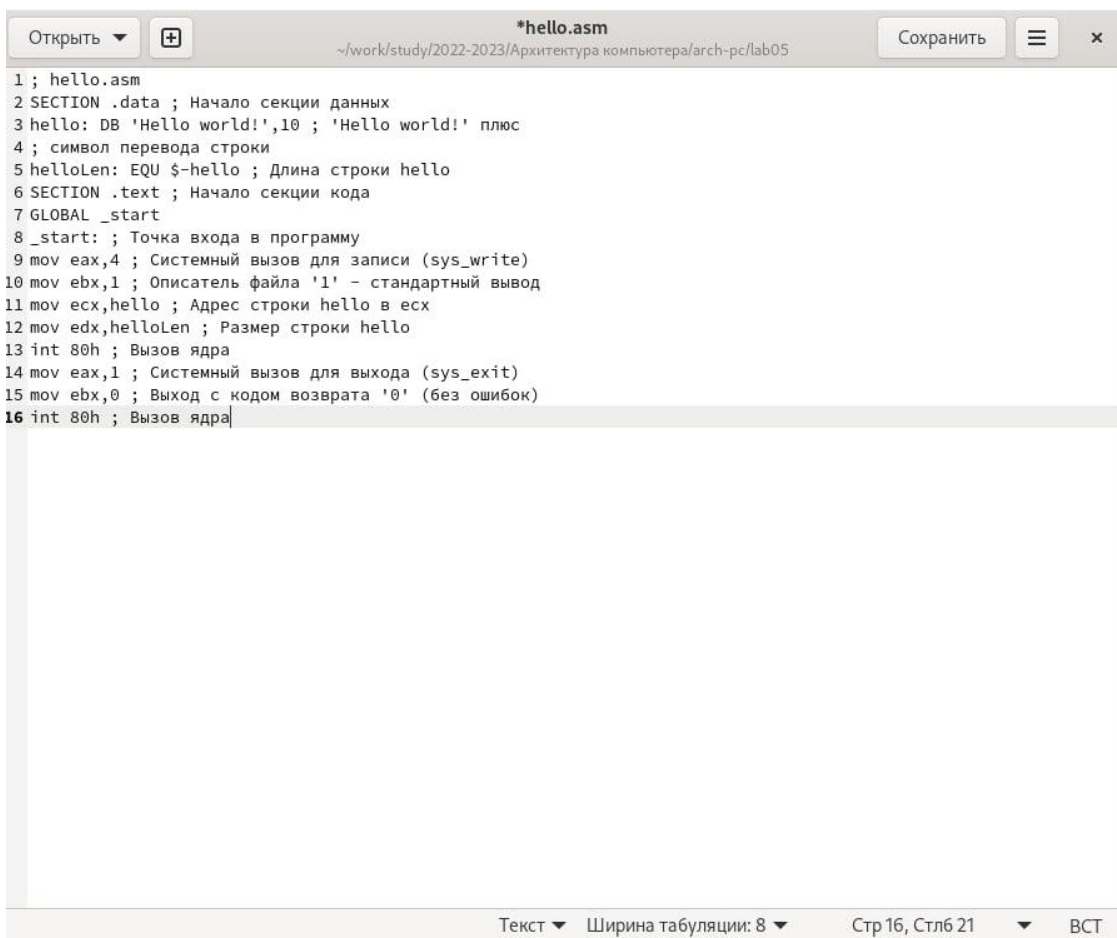 Открыть
*hello.asm
~/work/study/2022-2023/Архитектура компьютера/arch-pc/lab05
Сохранить
1 ; hello.asm
2 SECTION .data ; Начало секции данных
3 hello: DB 'Hello world!',10 ; 'Hello world!' плюс
4 ; символ перевода строки
5 helloLen: EQU $-hello ; Длина строки hello
6 SECTION .text ; Начало секции кода
7 GLOBAL _start
8 _start: ; Точка входа в программу
9 mov eax,4 ; Системный вызов для записи (sys_write)
10 mov ebx,1 ; Описатель файла '1' - стандартный вывод
11 mov ecx,hello ; Адрес строки hello в ecx
12 mov edx,helloLen ; Размер строки hello
13 int 80h ; Вызов ядра
14 mov eax,1 ; Системный вызов для выхода (sys_exit)
15 mov ebx,0 ; Выход с кодом возврата '0' (без ошибок)
16 int 80h ; Вызов ядра
Текст Ширина табуляции: 8 Стр 16, Стлб 21 ВСТ